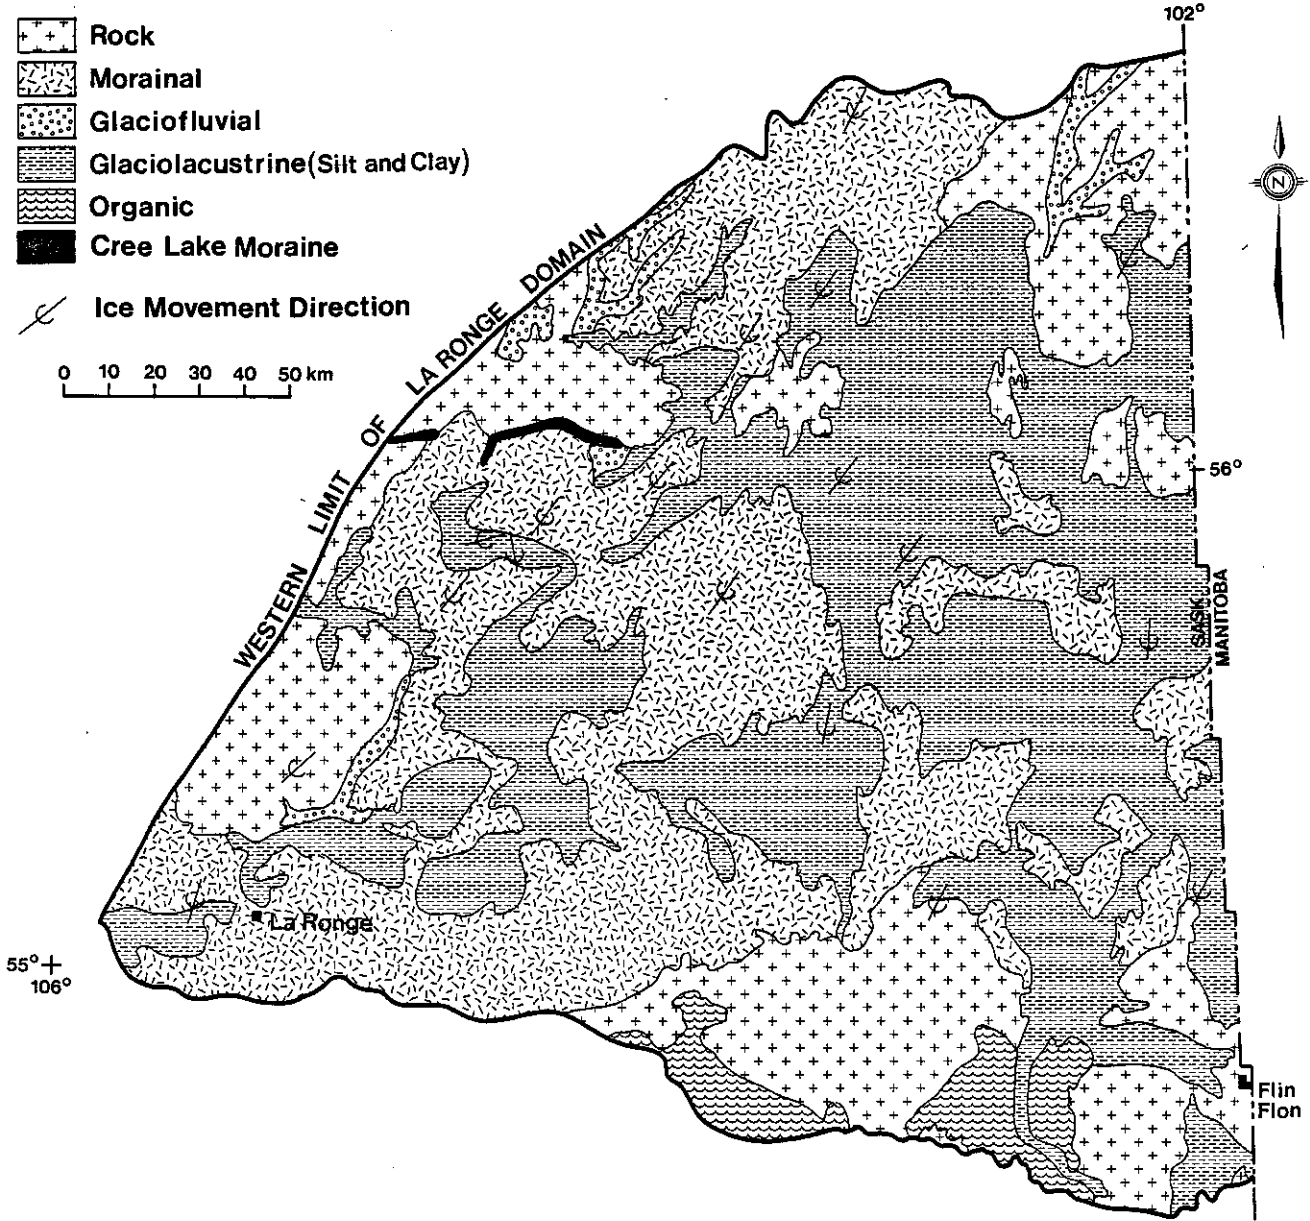 102°
Rock
Morainal
Glaciofluvial
Glaciolacustrine(Silt and Clay)
Organic
Cree Lake Moraine
Ice Movement Direction
0 10 20 30 40 50 km
N
WESTERN LIMIT OF LA RONGE DOMAIN
56°
SASK
MANITOBA
La Ronge
55°
106°
Flin
Flon